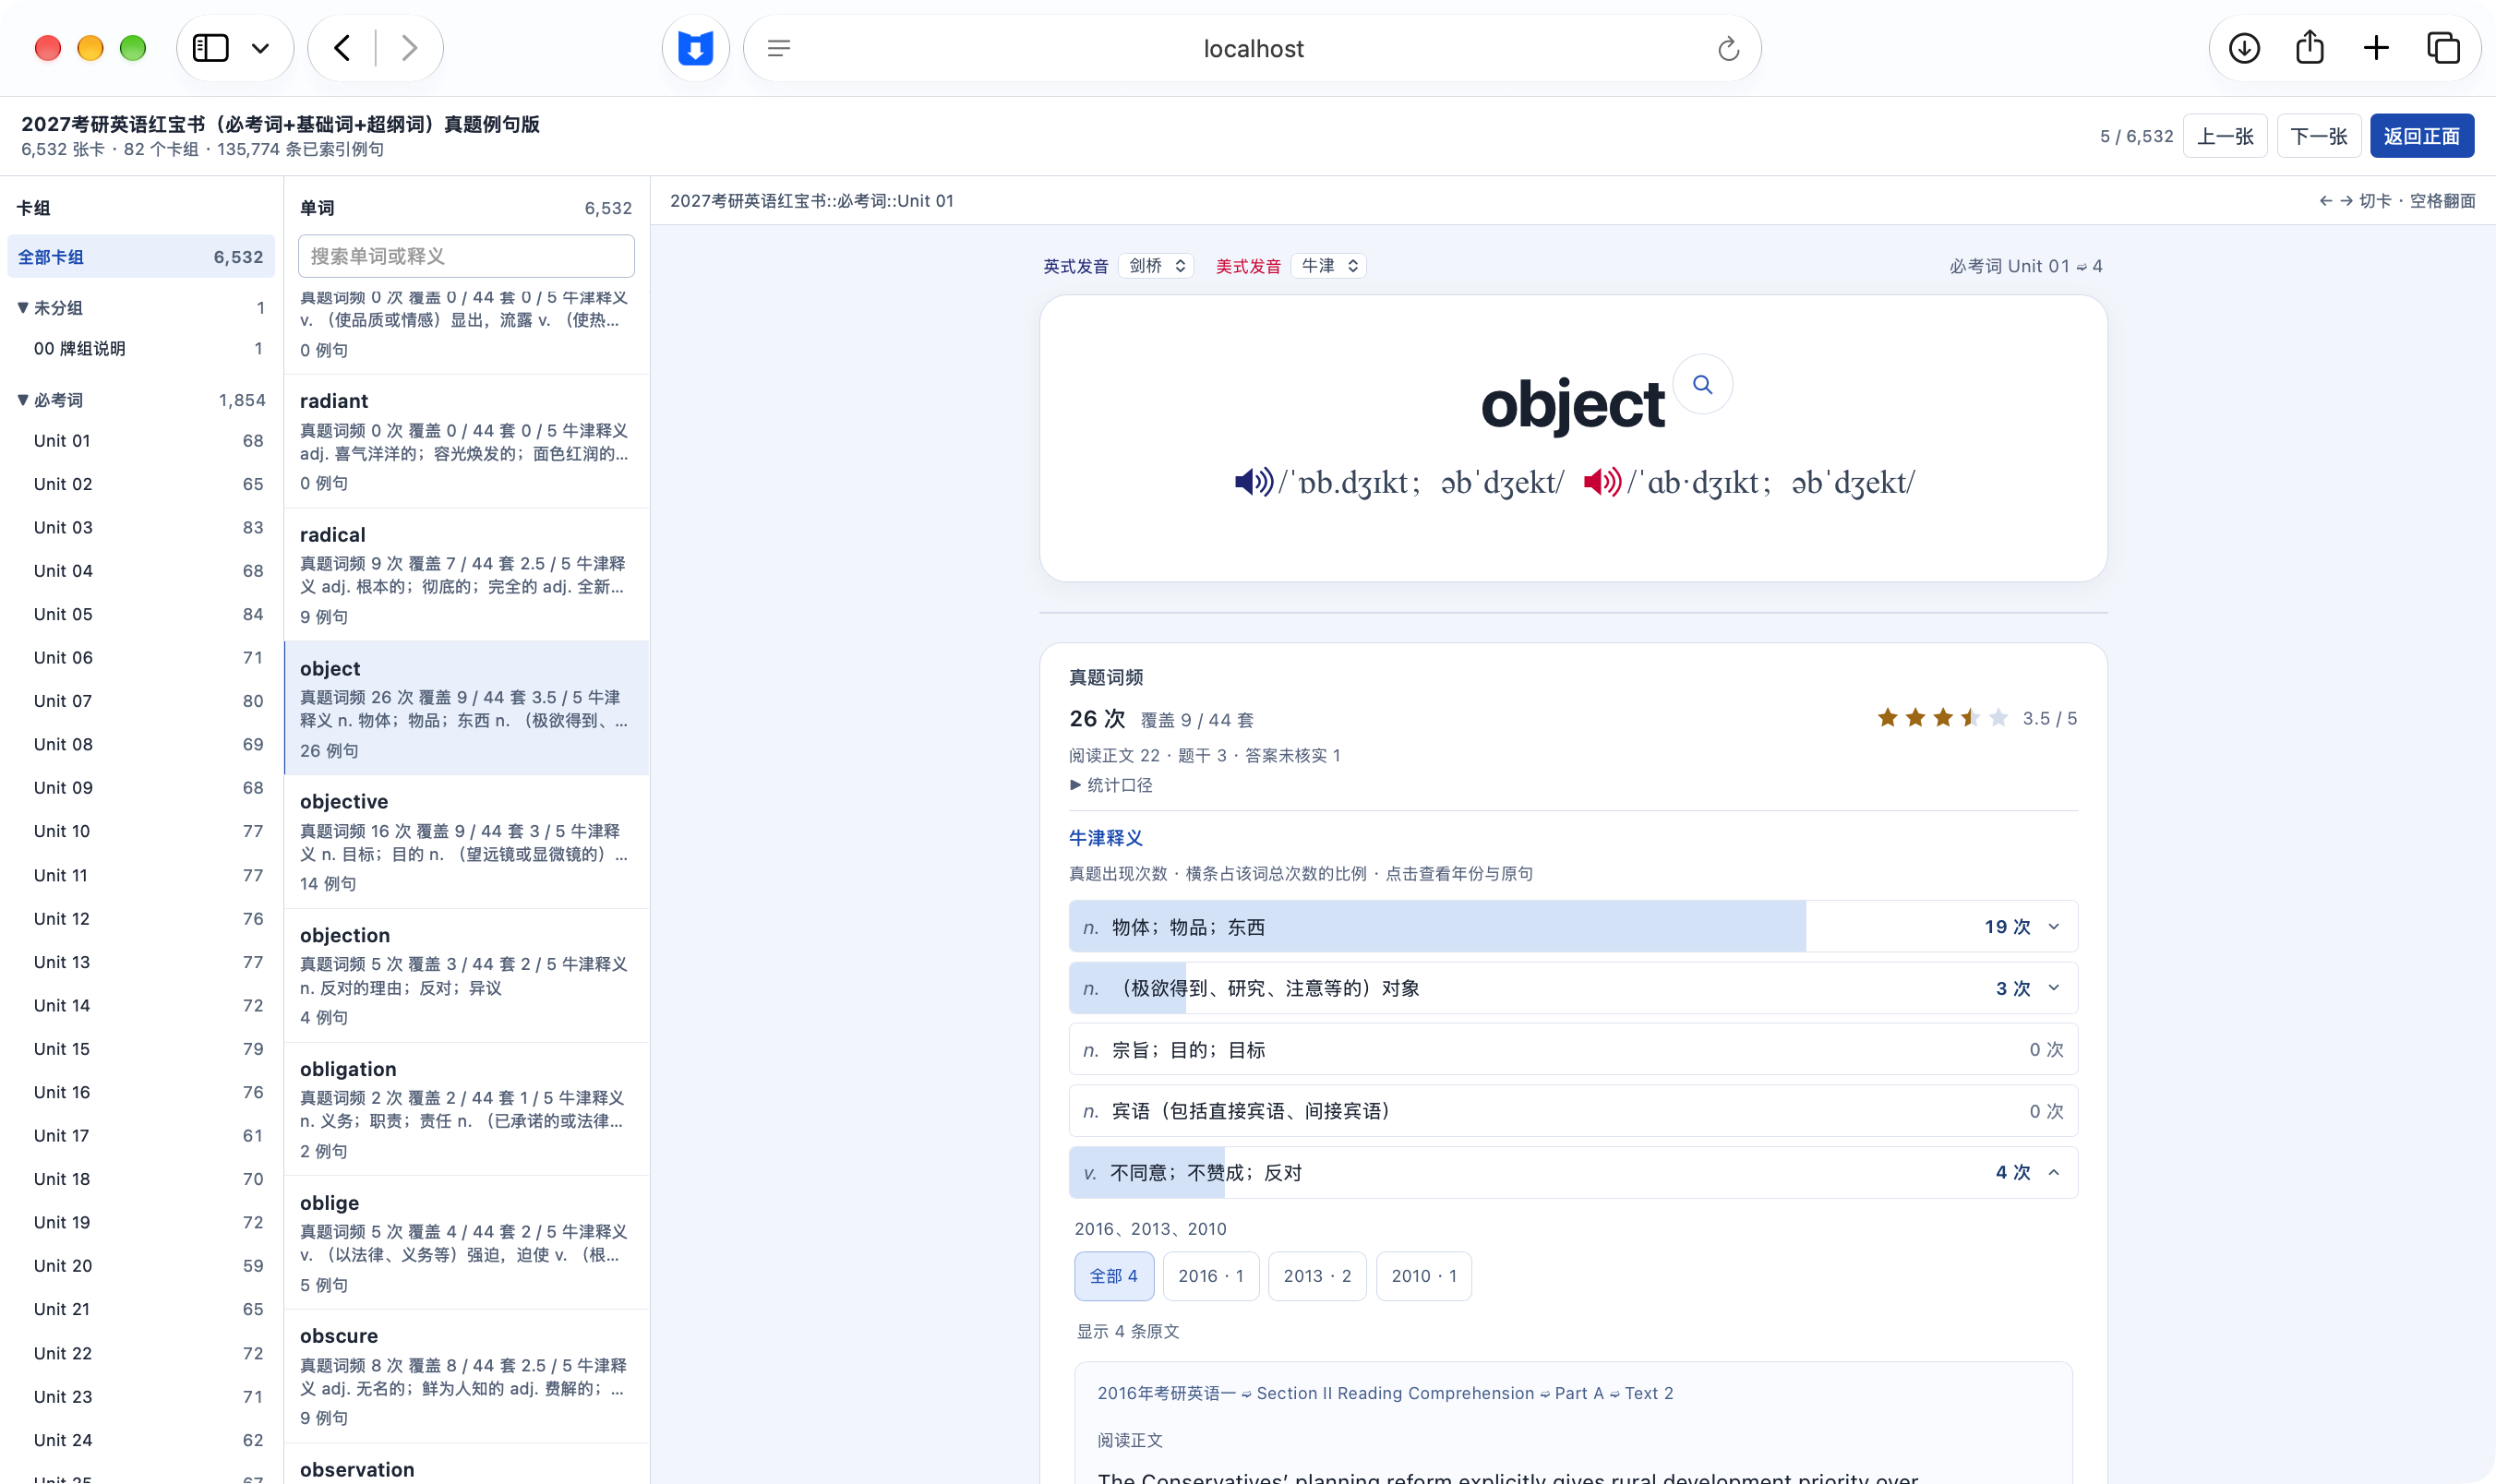 localhost
2027考研英语红宝书（必考词+基础词+超纲词）真题例句版
6,532 张卡 · 82 个卡组 · 135,774 条已索引例句
5 / 6,532
上一张
下一张
返回正面
卡组
全部卡组 6,532
▼ 未分组 1
00 牌组说明 1
▼ 必考词 1,854
Unit 01 68
Unit 02 65
Unit 03 83
Unit 04 68
Unit 05 84
Unit 06 71
Unit 07 80
Unit 08 69
Unit 09 68
Unit 10 77
Unit 11 77
Unit 12 76
Unit 13 77
Unit 14 72
Unit 15 79
Unit 16 76
Unit 17 61
Unit 18 70
Unit 19 72
Unit 20 59
Unit 21 65
Unit 22 72
Unit 23 71
Unit 24 62
Unit 25 67
单词 6,532
搜索单词或释义
真题词频 0 次 覆盖 0 / 44 套 0 / 5 牛津释义
v. （使品质或情感）显出，流露 v. （使热...
0 例句
radiant
真题词频 0 次 覆盖 0 / 44 套 0 / 5 牛津释义
adj. 喜气洋洋的；容光焕发的；面色红润的...
0 例句
radical
真题词频 9 次 覆盖 7 / 44 套 2.5 / 5 牛津释
义 adj. 根本的；彻底的；完全的 adj. 全新...
9 例句
object
真题词频 26 次 覆盖 9 / 44 套 3.5 / 5 牛津
释义 n. 物体；物品；东西 n. （极欲得到、...
26 例句
objective
真题词频 16 次 覆盖 9 / 44 套 3 / 5 牛津释
义 n. 目标；目的 n. （望远镜或显微镜的）...
14 例句
objection
真题词频 5 次 覆盖 3 / 44 套 2 / 5 牛津释义
n. 反对的理由；反对；异议
4 例句
obligation
真题词频 2 次 覆盖 2 / 44 套 1 / 5 牛津释义
n. 义务；职责；责任 n. （已承诺的或法律...
2 例句
oblige
真题词频 5 次 覆盖 4 / 44 套 2 / 5 牛津释义
v. （以法律、义务等）强迫，迫使 v. （根...
5 例句
obscure
真题词频 8 次 覆盖 8 / 44 套 2.5 / 5 牛津释
义 adj. 无名的；鲜为人知的 adj. 费解的；...
9 例句
observation
2027考研英语红宝书::必考词::Unit 01
← → 切卡 · 空格翻面
英式发音 剑桥 美式发音 牛津
必考词 Unit 01 ➫ 4
object
/ˈɒb.dʒɪkt； əbˈdʒekt/ /ˈɑb·dʒɪkt； əbˈdʒekt/
真题词频
26 次 覆盖 9 / 44 套
3.5 / 5
阅读正文 22 · 题干 3 · 答案未核实 1
▶ 统计口径
牛津释义
真题出现次数 · 横条占该词总次数的比例 · 点击查看年份与原句
n. 物体；物品；东西 19 次
n. （极欲得到、研究、注意等的）对象 3 次
n. 宗旨；目的；目标 0 次
n. 宾语（包括直接宾语、间接宾语） 0 次
v. 不同意；不赞成；反对 4 次
2016、2013、2010
全部 4
2016 · 1
2013 · 2
2010 · 1
显示 4 条原文
2016年考研英语一 ➫ Section II Reading Comprehension ➫ Part A ➫ Text 2
阅读正文
The Conservatives’ planning reform explicitly gives rural development priority over